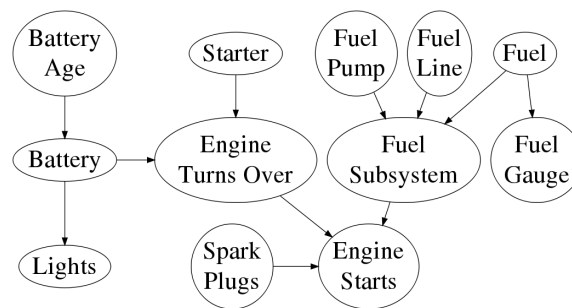 Battery
Age
Starter
Fuel
Pump
Fuel
Line
Fuel
Battery
Engine
Turns Over
Fuel
Subsystem
Fuel
Gauge
Lights
Spark
Plugs
Engine
Starts